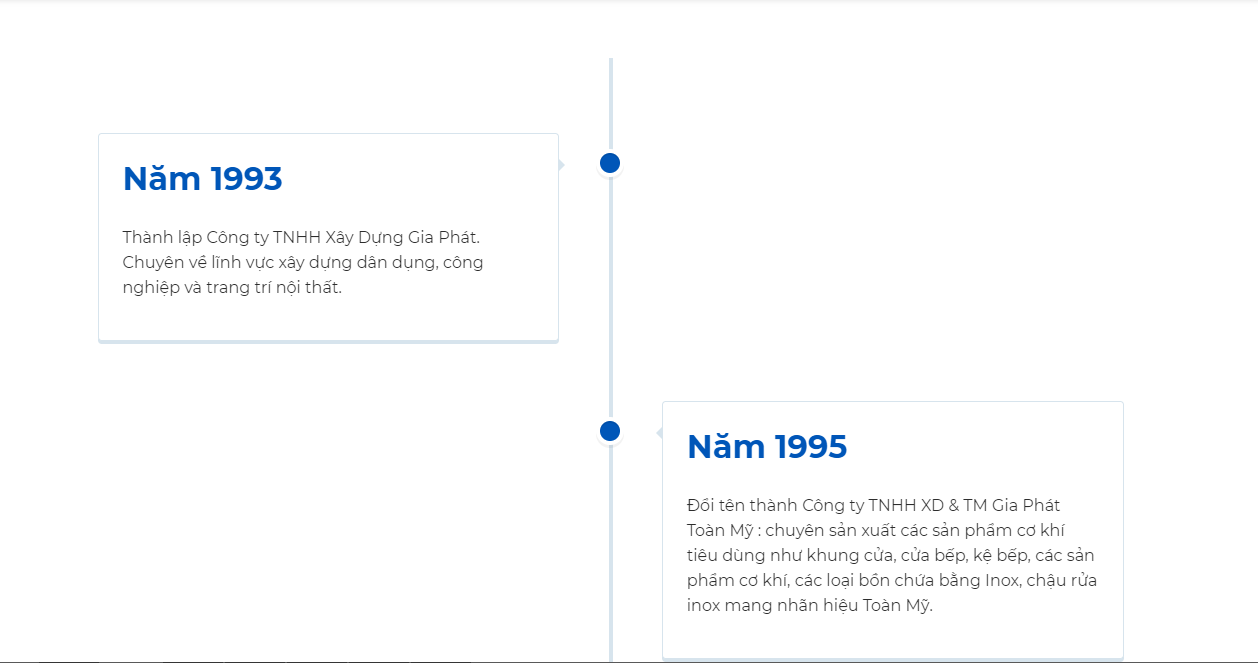 Năm 1993
Thành lập Công ty TNHH Xây Dựng Gia Phát.
Chuyên về lĩnh vực xây dựng dân dụng, công
nghiệp và trang trí nội thất.
Năm 1995
Đổi tên thành Công ty TNHH XD & TM Gia Phát
Toàn Mỹ : chuyên sản xuất các sản phẩm cơ khí
tiêu dùng như khung cửa, cửa bếp, kệ bếp, các sản
phẩm cơ khí, các loại bồn chứa bằng Inox, chậu rửa
inox mang nhãn hiệu Toàn Mỹ.